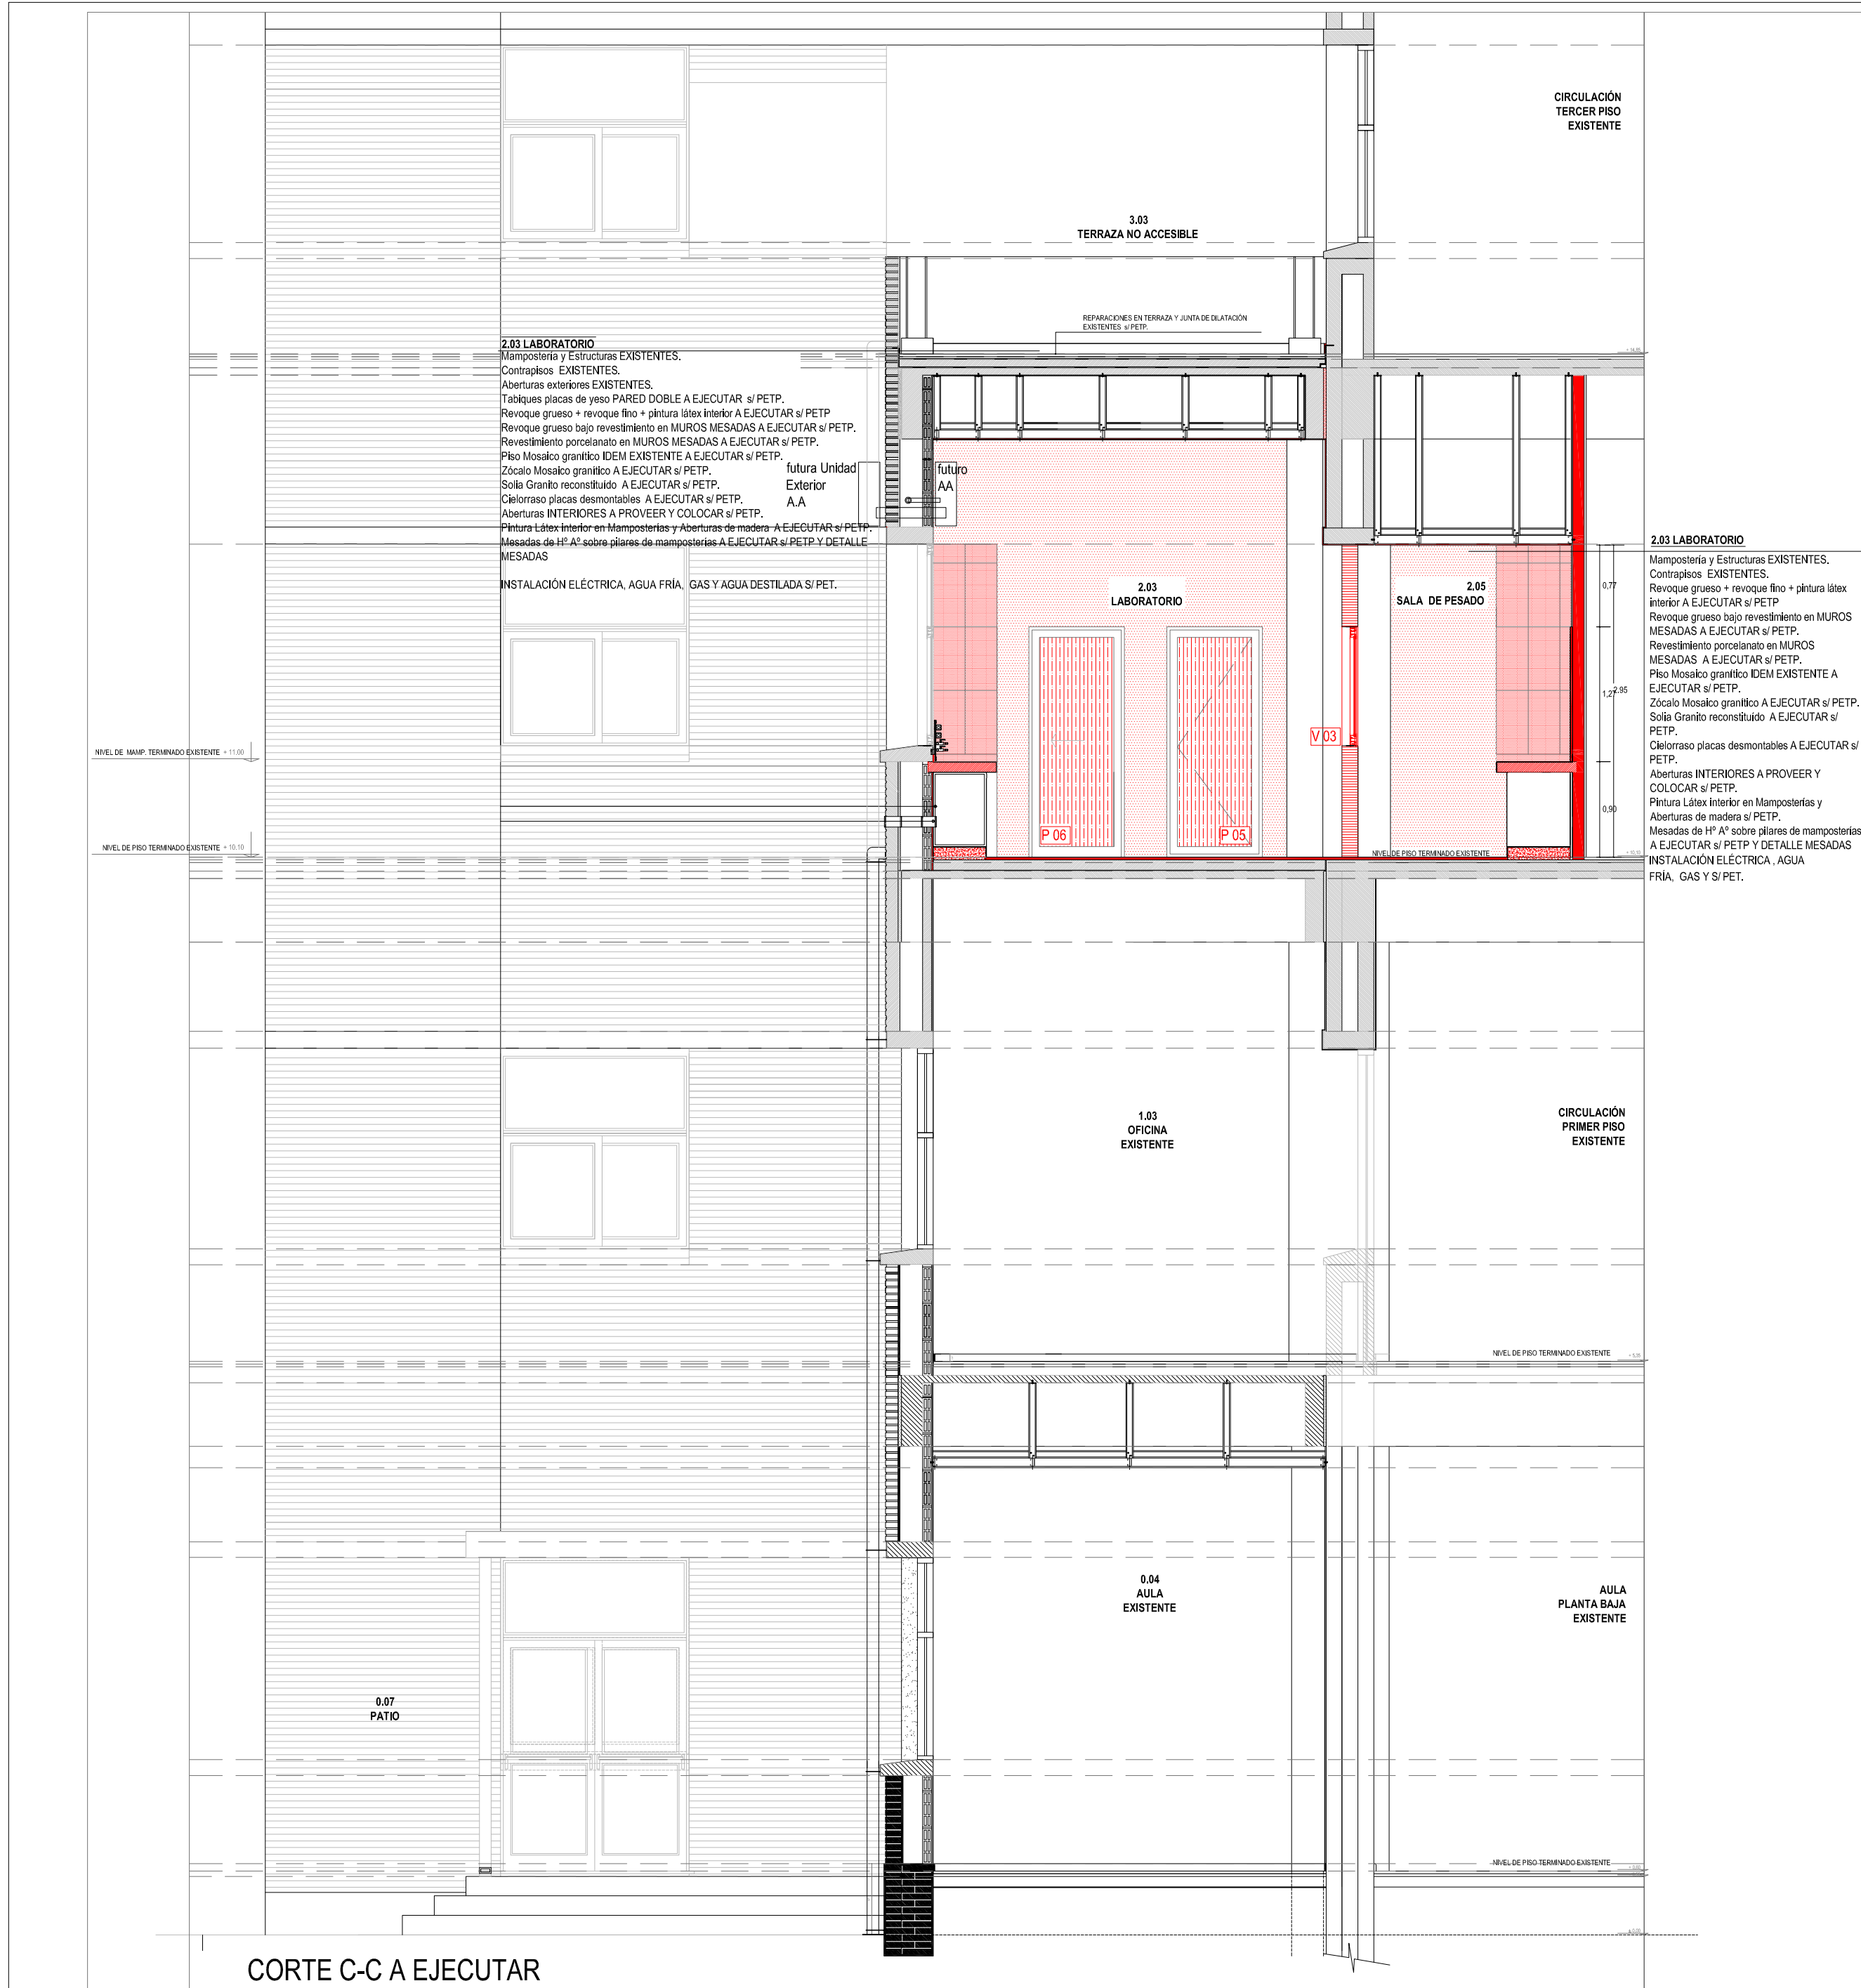 CIRCULACIÓN
TERCER PISO
EXISTENTE
3.03
TERRAZA NO ACCESIBLE
REPARACIONES EN TERRAZA Y JUNTA DE DILATACIÓN
EXISTENTES s/ PETP.
2.03 LABORATORIO
Mampostería y Estructuras EXISTENTES.
Contrapisos EXISTENTES.
Aberturas exteriores EXISTENTES.
Tabiques placas de yeso PARED DOBLE A EJECUTAR s/ PETP.
Revoque grueso + revoque fino + pintura látex interior A EJECUTAR s/ PETP
Revoque grueso bajo revestimiento en MUROS MESADAS A EJECUTAR s/ PETP.
Revestimiento porcelanato en MUROS MESADAS A EJECUTAR s/ PETP.
Piso Mosaico granítico IDEM EXISTENTE A EJECUTAR s/ PETP.
Zócalo Mosaico granítico A EJECUTAR s/ PETP.
Solia Granito reconstituído A EJECUTAR s/ PETP.
Cielorraso placas desmontables A EJECUTAR s/ PETP.
Aberturas INTERIORES A PROVEER Y COLOCAR s/ PETP.
Pintura Látex interior en Mamposterías y Aberturas de madera A EJECUTAR s/ PETP.
Mesadas de Hº Aº sobre pilares de mamposterías A EJECUTAR s/ PETP Y DETALLE
MESADAS
INSTALACIÓN ELÉCTRICA, AGUA FRÍA, GAS Y AGUA DESTILADA S/ PET.
futura Unidad
Exterior
A.A
futuro
AA
2.03
LABORATORIO
2.05
SALA DE PESADO
V 03
P 06
P 05
0,77
1,27
2.95
0,90
2.03 LABORATORIO
Mampostería y Estructuras EXISTENTES.
Contrapisos EXISTENTES.
Revoque grueso + revoque fino + pintura látex
interior A EJECUTAR s/ PETP
Revoque grueso bajo revestimiento en MUROS
MESADAS A EJECUTAR s/ PETP.
Revestimiento porcelanato en MUROS
MESADAS A EJECUTAR s/ PETP.
Piso Mosaico granítico IDEM EXISTENTE A
EJECUTAR s/ PETP.
Zócalo Mosaico granítico A EJECUTAR s/ PETP.
Solia Granito reconstituído A EJECUTAR s/
PETP.
Cielorraso placas desmontables A EJECUTAR s/
PETP.
Aberturas INTERIORES A PROVEER Y
COLOCAR s/ PETP.
Pintura Látex interior en Mamposterías y
Aberturas de madera s/ PETP.
Mesadas de Hº Aº sobre pilares de mamposterías
A EJECUTAR s/ PETP Y DETALLE MESADAS
INSTALACIÓN ELÉCTRICA , AGUA
FRÍA, GAS Y S/ PET.
NIVEL DE MAMP. TERMINADO EXISTENTE + 11.00
NIVEL DE PISO TERMINADO EXISTENTE + 10.10
NIVEL DE PISO TERMINADO EXISTENTE
1.03
OFICINA
EXISTENTE
CIRCULACIÓN
PRIMER PISO
EXISTENTE
NIVEL DE PISO TERMINADO EXISTENTE
0.04
AULA
EXISTENTE
AULA
PLANTA BAJA
EXISTENTE
0.07
PATIO
NIVEL DE PISO TERMINADO EXISTENTE
CORTE C-C A EJECUTAR